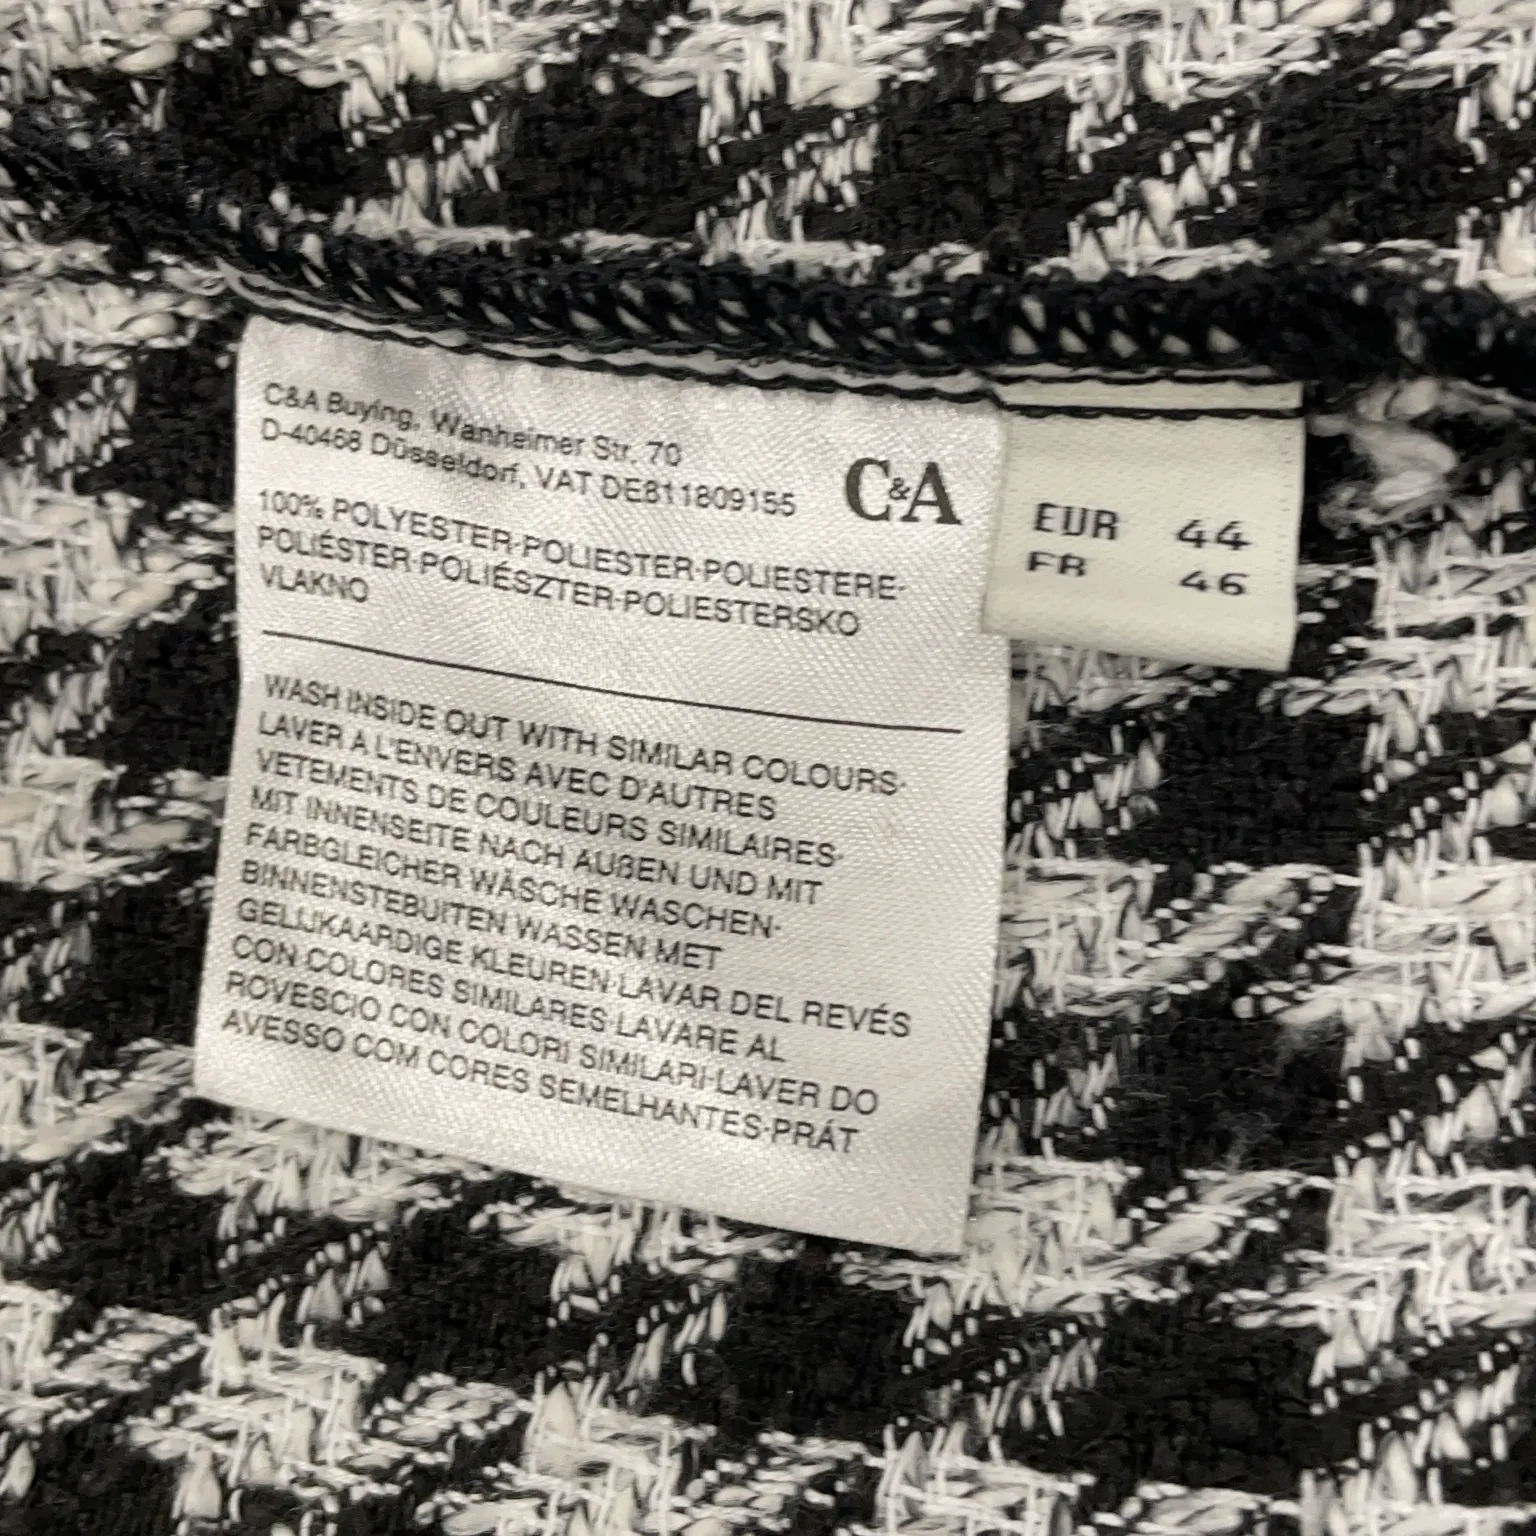 C&A Buying, Wanheimer Str. 70
D-40468 Düsseldorf, VAT DE811809155
C&A
100% POLYESTER·POLIESTER·POLIESTERE·
POLIÉSTER·POLIÉSZTER·POLIESTERSKO
VLAKNO
WASH INSIDE OUT WITH SIMILAR COLOURS·
LAVER A L'ENVERS AVEC D'AUTRES
VETEMENTS DE COULEURS SIMILAIRES·
MIT INNENSEITE NACH AUßEN UND MIT
FARBGLEICHER WÄSCHE WASCHEN·
BINNENSTEBUITEN WASSEN MET
GELIJKAARDIGE KLEUREN·LAVAR DEL REVÉS
CON COLORES SIMILARES·LAVARE AL
ROVESCIO CON COLORI SIMILARI·LAVER DO
AVESSO COM CORES SEMELHANTES·PRÁT
EUR 44
FR 46